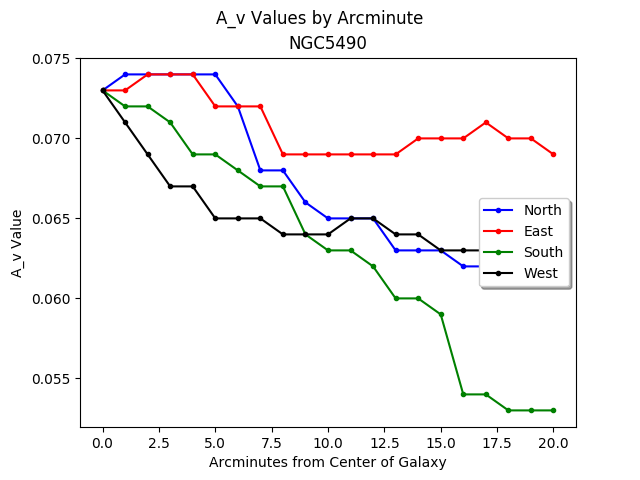 A_v Values by Arcminute
NGC5490
0.075
0.070
0.065
0.060
0.055
A_v Value
North
East
South
West
0.0 2.5 5.0 7.5 10.0 12.5 15.0 17.5 20.0
Arcminutes from Center of Galaxy